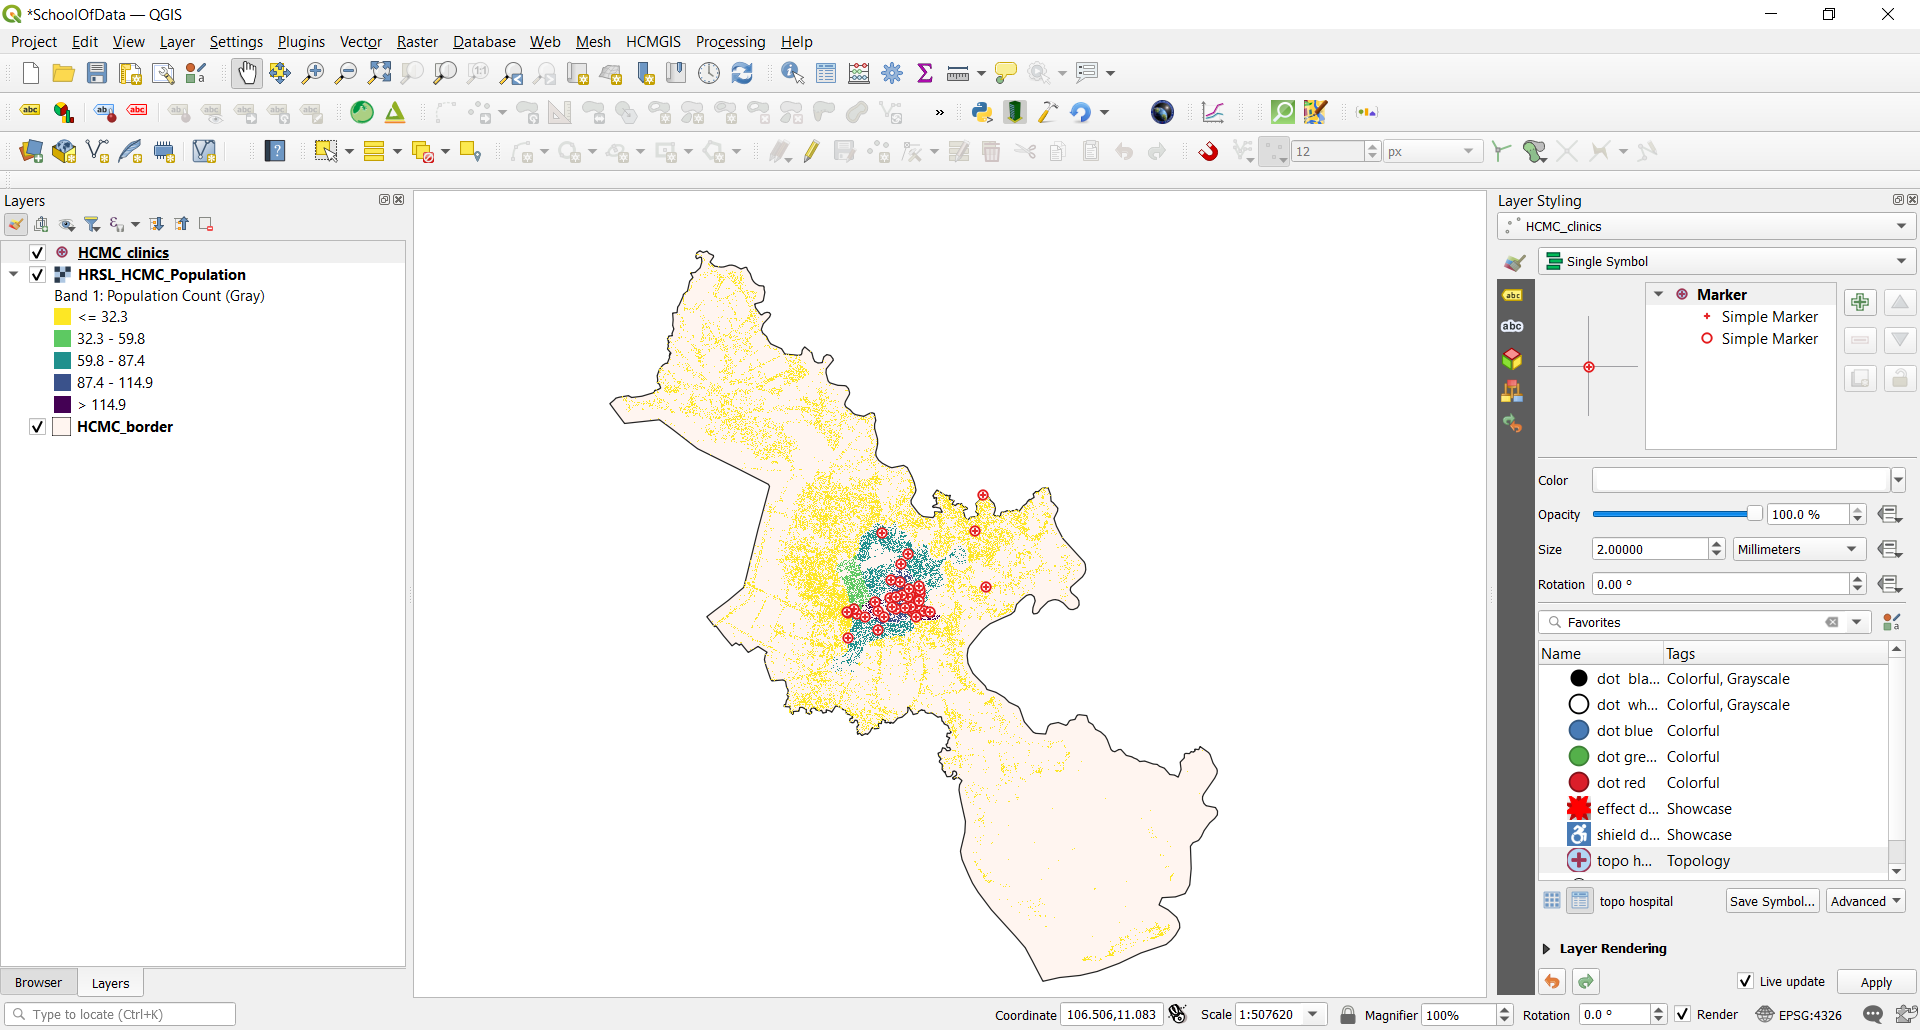 *SchoolOfData — QGIS
Project Edit View Layer Settings Plugins Vector Raster Database Web Mesh HCMGIS Processing Help
12 px
Layers
HCMC_clinics
HRSL_HCMC_Population
Band 1: Population Count (Gray)
<= 32.3
32.3 - 59.8
59.8 - 87.4
87.4 - 114.9
> 114.9
HCMC_border
Browser Layers
Layer Styling
HCMC_clinics
Single Symbol
Marker
Simple Marker
Simple Marker
Color
Opacity 100.0 %
Size 2.00000 Millimeters
Rotation 0.00 °
Favorites
Name Tags
dot bla... Colorful, Grayscale
dot wh... Colorful, Grayscale
dot blue Colorful
dot gre... Colorful
dot red Colorful
effect d... Showcase
shield d... Showcase
topo h... Topology
topo hospital Save Symbol... Advanced
Layer Rendering
Live update Apply
Type to locate (Ctrl+K) Coordinate 106.506,11.083 Scale 1:507620 Magnifier 100% Rotation 0.0 ° Render EPSG:4326